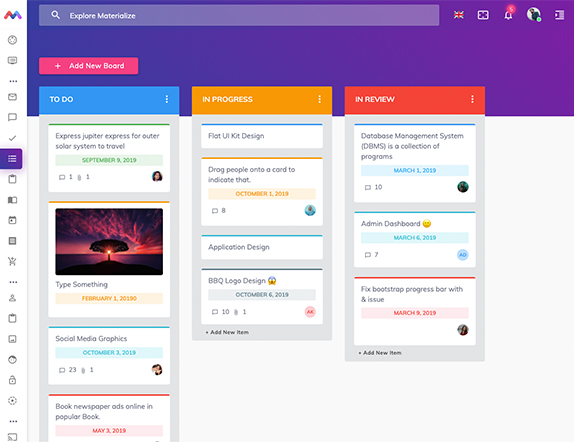 Explore Materialize
5
+ Add New Board
TO DO
Express jupiter express for outer
solar system to travel
SEPTEMBER 9, 2019
1 1
Type Something
FEBRUARY 1, 20190
Social Media Graphics
OCTOMBER 3, 2019
23 1
Book newspaper ads online in
popular Book.
MAY 3, 2019
IN PROGRESS
Flat UI Kit Design
Drag people onto a card to
indicate that.
OCTOMBER 1, 2019
8
Application Design
BBQ Logo Design 😱
OCTOMBER 6, 2019
10 1 AK
+ Add New Item
IN REVIEW
Database Management System
(DBMS) is a collection of
programs
MARCH 1, 2019
10
Admin Dashboard 😄
MARCH 6, 2019
7 AD
Fix bootstrap progress bar with
& issue
MARCH 9, 2019
+ Add New Item